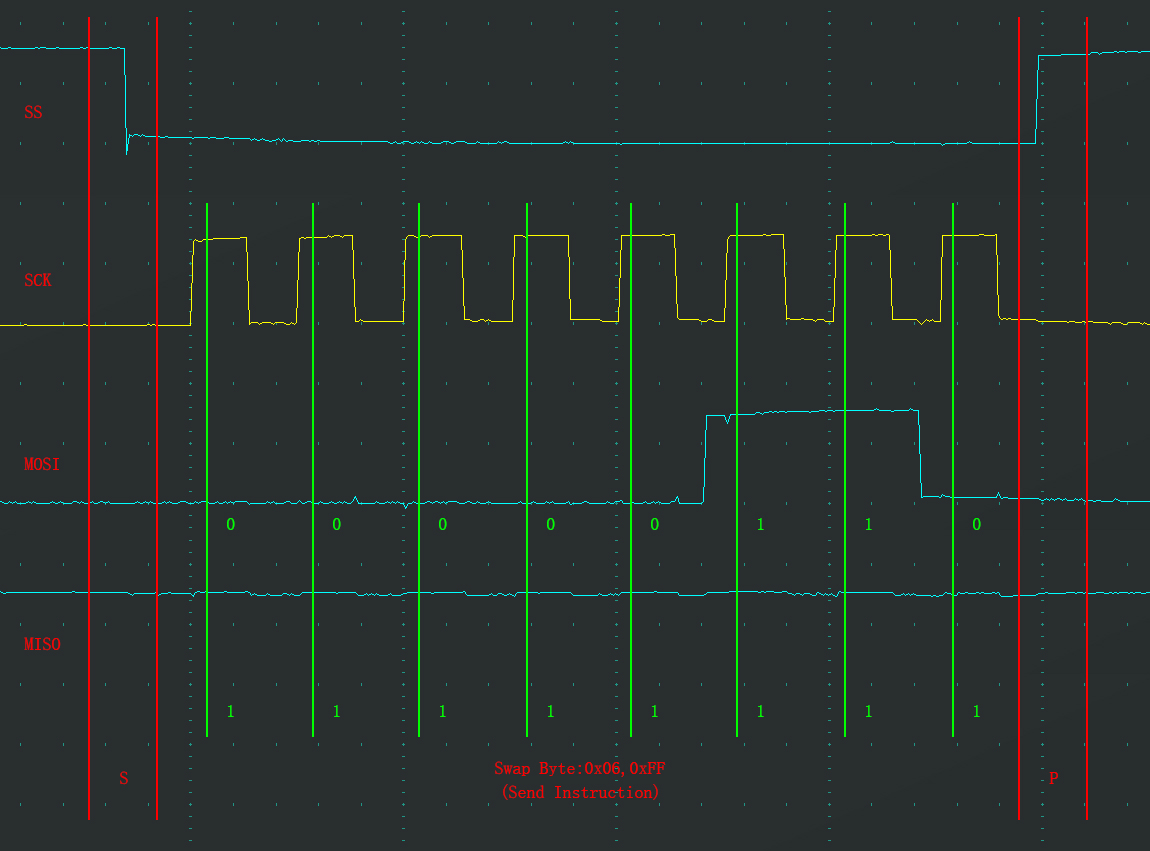 SS
SCK
MOSI
0 0 0 0 0 1 1 0
MISO
1 1 1 1 1 1 1 1
S
Swap Byte:0x06,0xFF
(Send Instruction)
P